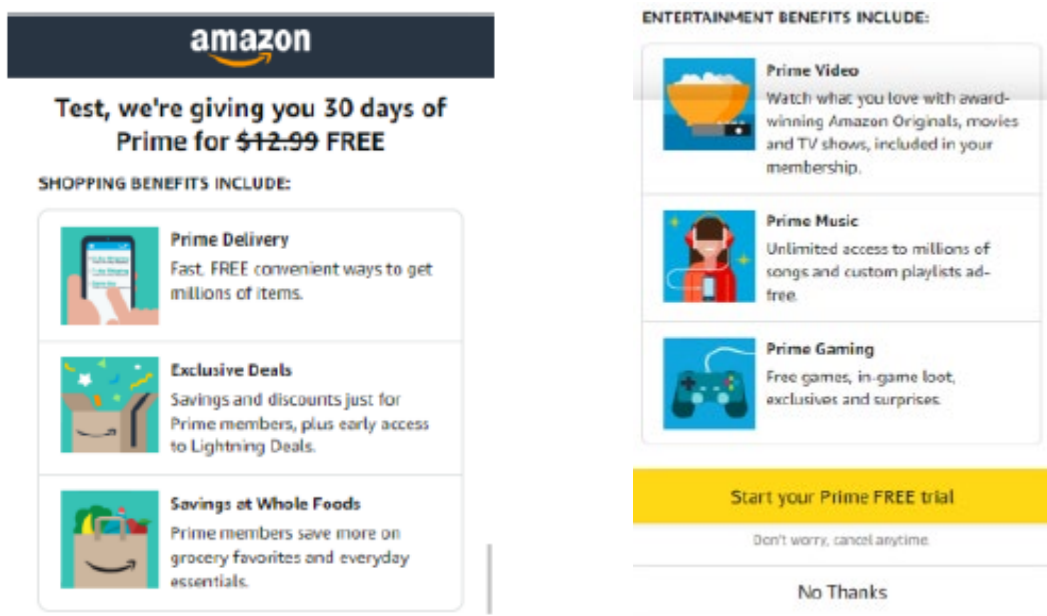 amazon
Test, we're giving you 30 days of
Prime for $12.99 FREE
SHOPPING BENEFITS INCLUDE:
Prime Delivery
Fast, FREE convenient ways to get
millions of items.
Exclusive Deals
Savings and discounts just for
Prime members, plus early access
to Lightning Deals.
Savings at Whole Foods
Prime members save more on
grocery favorites and everyday
essentials.
ENTERTAINMENT BENEFITS INCLUDE:
Prime Video
Watch what you love with award-
winning Amazon Originals, movies
and TV shows, included in your
membership.
Prime Music
Unlimited access to millions of
songs and custom playlists ad-
free.
Prime Gaming
Free games, in-game loot,
exclusives and surprises.
Start your Prime FREE trial
Don't worry, cancel anytime.
No Thanks